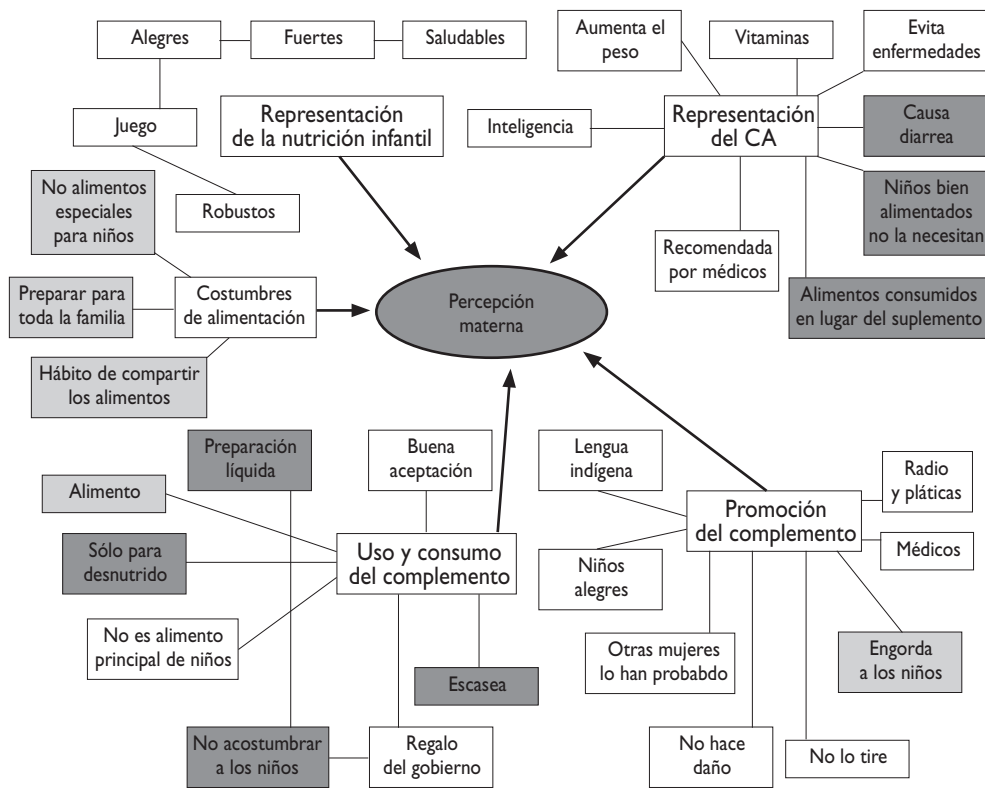 Alegres
Fuertes
Saludables
Juego
Robustos
Representación
de la nutrición infantil
Aumenta el
peso
Vitaminas
Evita
enfermedades
Inteligencia
Representación
del CA
Causa
diarrea
Niños bien
alimentados
no la necesitan
Recomendada
por médicos
Alimentos consumidos
en lugar del suplemento
No alimentos
especiales
para niños
Preparar para
toda la familia
Costumbres
de alimentación
Hábito de compartir
los alimentos
Percepción
materna
Preparación
líquida
Buena
aceptación
Alimento
Sólo para
desnutrido
Uso y consumo
del complemento
No es alimento
principal de niños
Escasea
No acostumbrar
a los niños
Regalo
del gobierno
Lengua
indígena
Radio
y pláticas
Promoción
del complemento
Médicos
Niños
alegres
Otras mujeres
lo han probabdo
Engorda
a los niños
No hace
daño
No lo tire